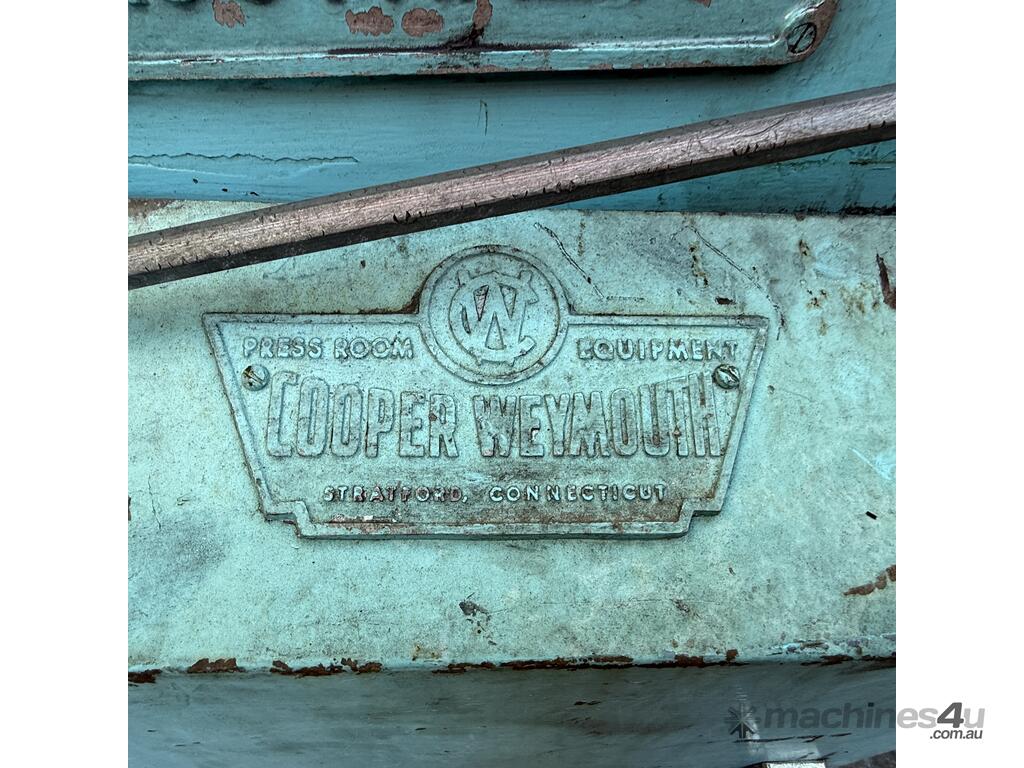 CW
PRESS ROOM EQUIPMENT
COOPER WEYMOUTH
STRATFORD, CONNECTICUT
machines4u
.com.au